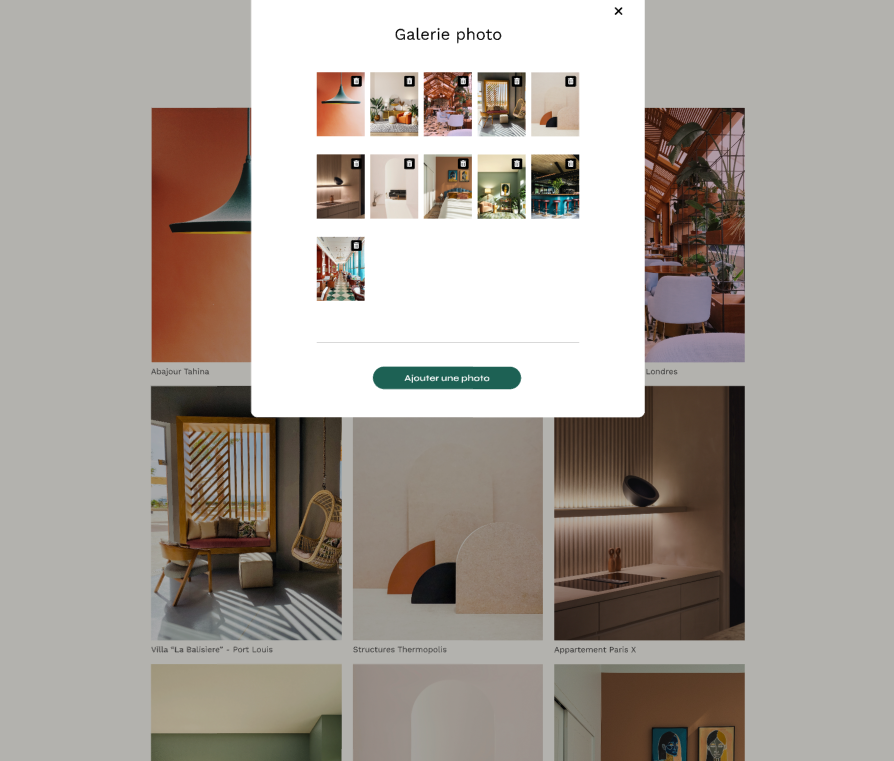 Galerie photo
Abajour Tahina
Londres
Ajouter une photo
Villa “La Balisiere” - Port Louis
Structures Thermopolis
Appartement Paris X